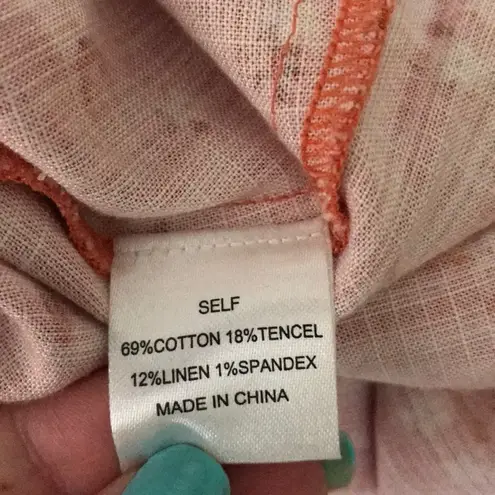 SELF
69%COTTON 18%TENCEL
12%LINEN 1%SPANDEX
MADE IN CHINA